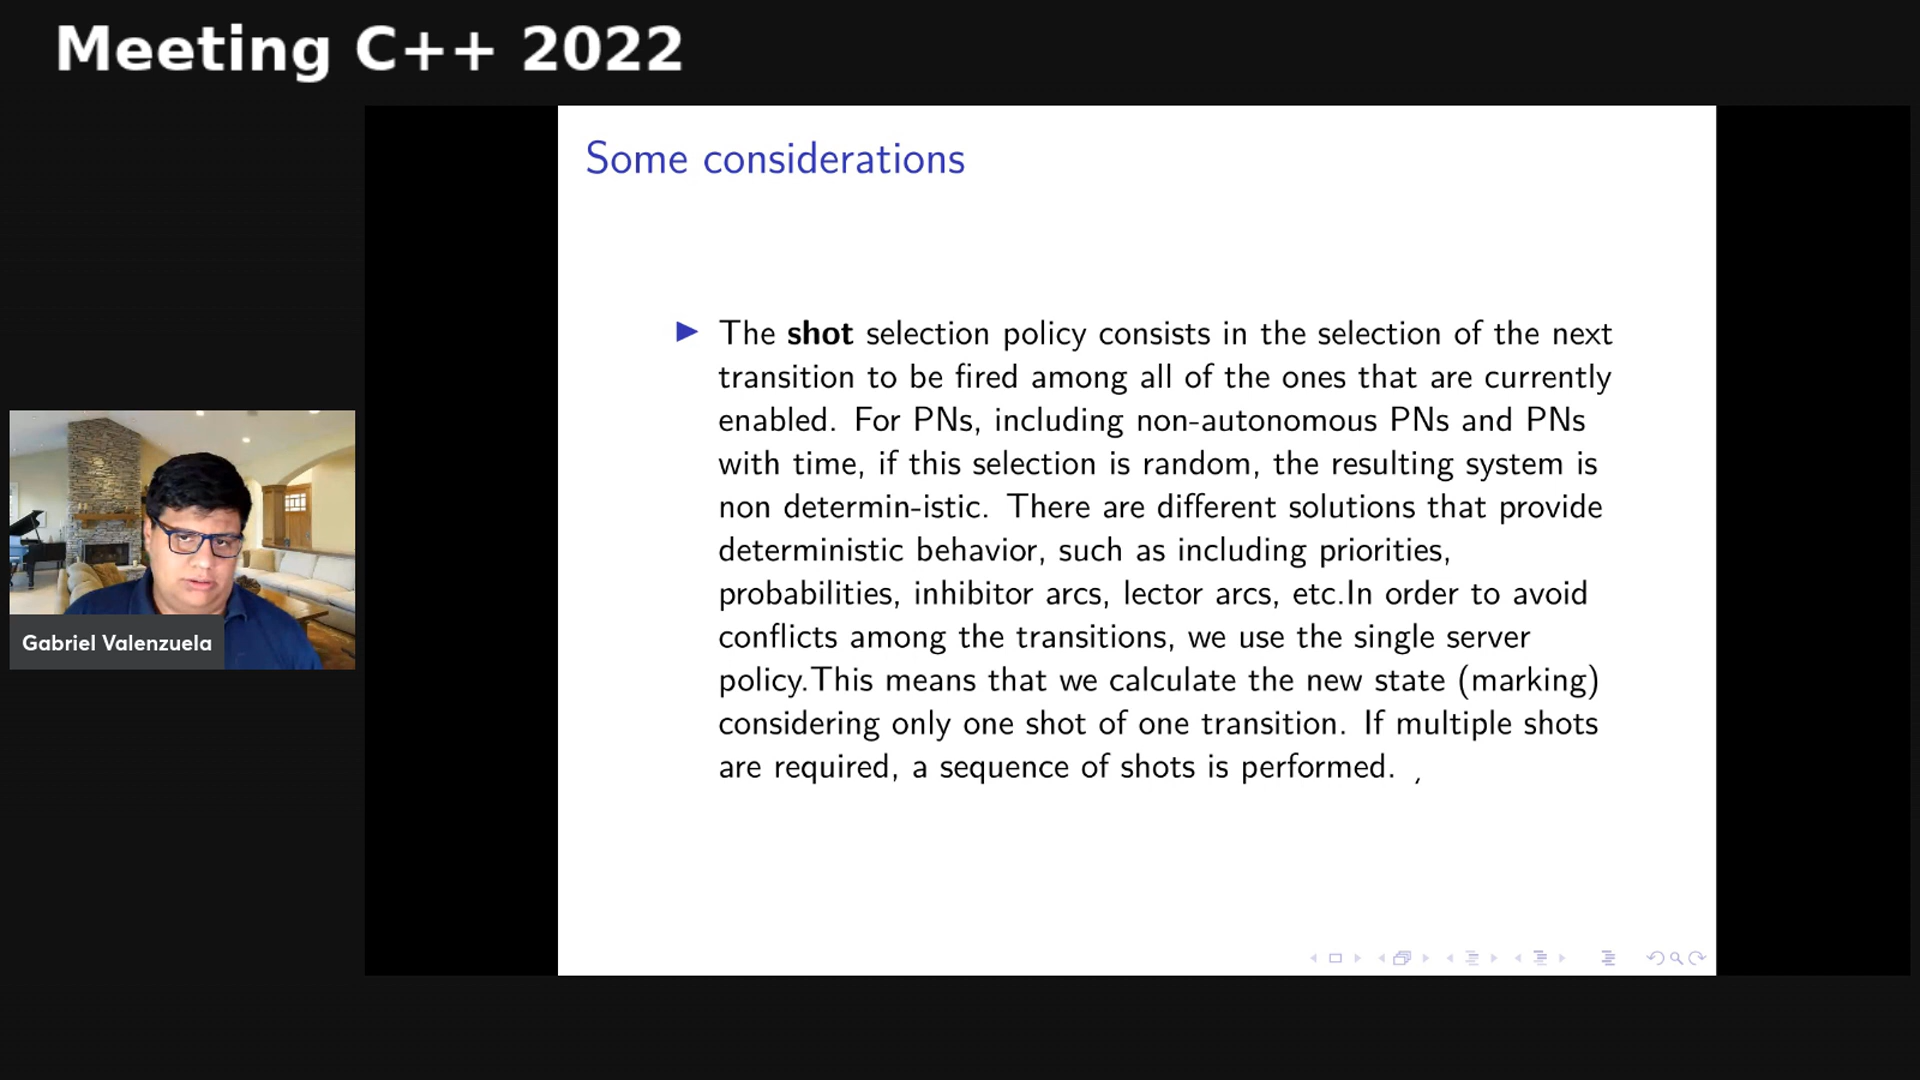 Meeting C++ 2022
Some considerations
The shot selection policy consists in the selection of the next
transition to be fired among all of the ones that are currently
enabled. For PNs, including non-autonomous PNs and PNs
with time, if this selection is random, the resulting system is
non determin-istic. There are different solutions that provide
deterministic behavior, such as including priorities,
probabilities, inhibitor arcs, lector arcs, etc.In order to avoid
conflicts among the transitions, we use the single server
policy.This means that we calculate the new state (marking)
considering only one shot of one transition. If multiple shots
are required, a sequence of shots is performed. ,
Gabriel Valenzuela